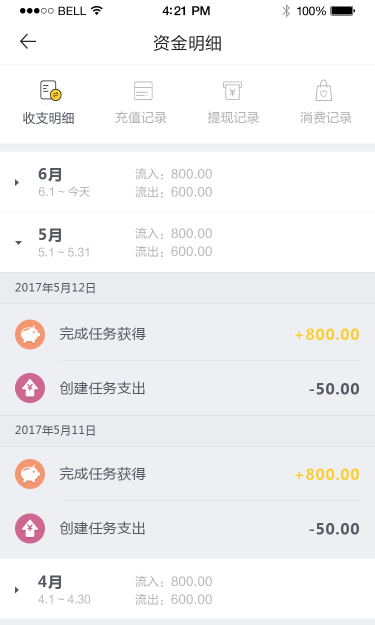 BELL 4:21 PM 100%
资金明细
收支明细 充值记录 提现记录 消费记录
6月 流入：800.00
6.1 ~ 今天 流出：600.00
5月 流入：800.00
5.1 ~ 5.31 流出：600.00
2017年5月12日
完成任务获得 +800.00
创建任务支出 -50.00
2017年5月11日
完成任务获得 +800.00
创建任务支出 -50.00
4月 流入：800.00
4.1 ~ 4.30 流出：600.00